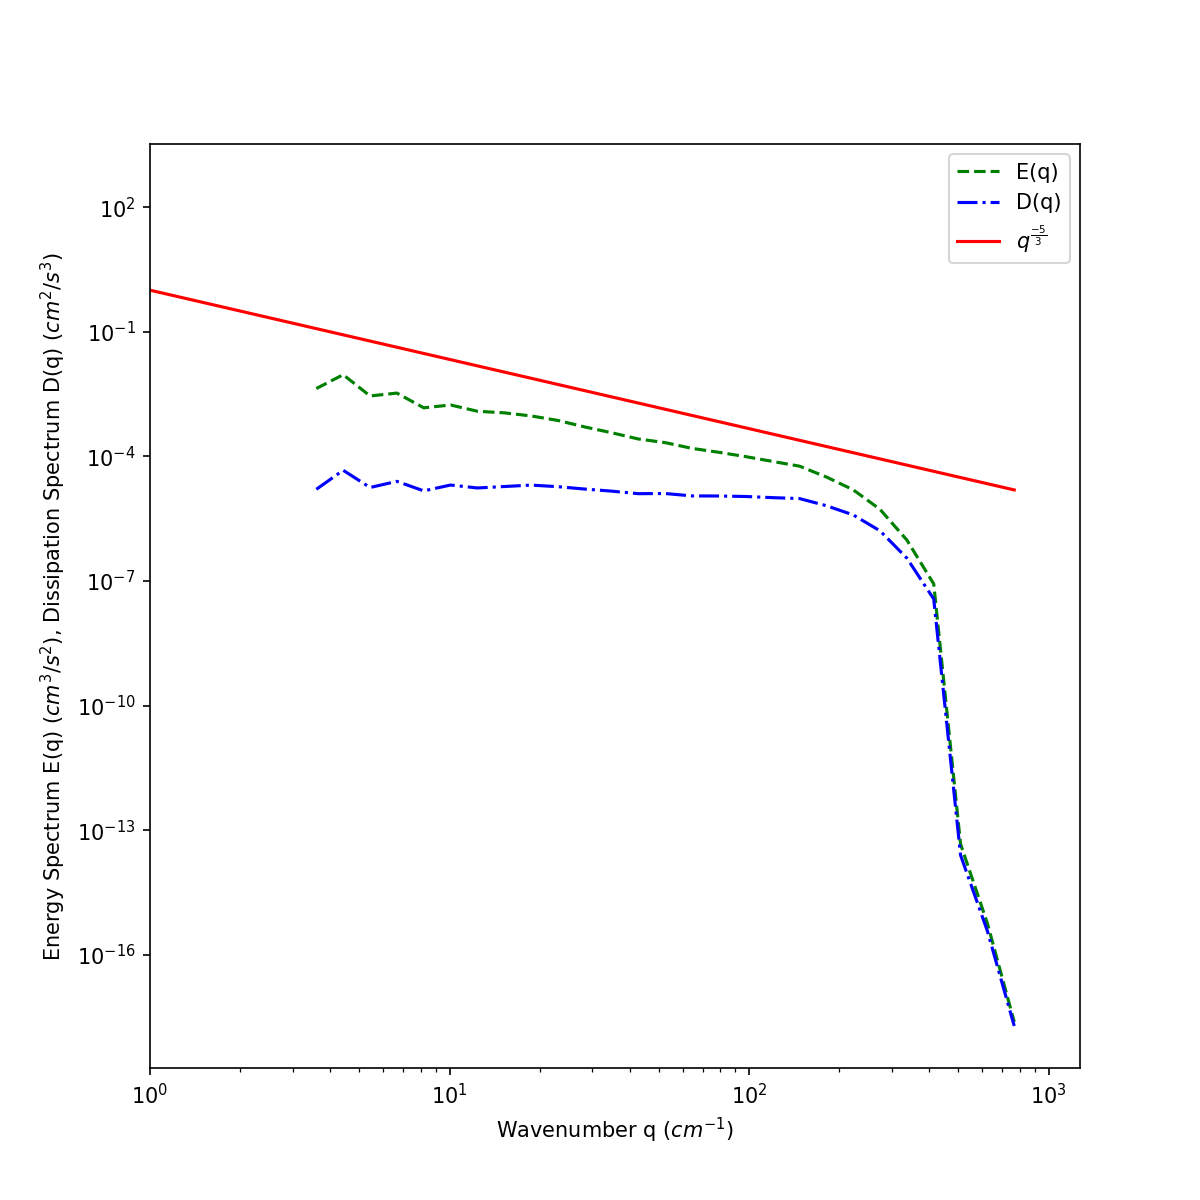 E(q)
D(q)
q^{\frac{-5}{3}}
10^2
10^{-1}
10^{-4}
10^{-7}
10^{-10}
10^{-13}
10^{-16}
Energy Spectrum E(q) (cm^3/s^2), Dissipation Spectrum D(q) (cm^2/s^3)
10^0
10^1
10^2
10^3
Wavenumber q (cm^{-1})